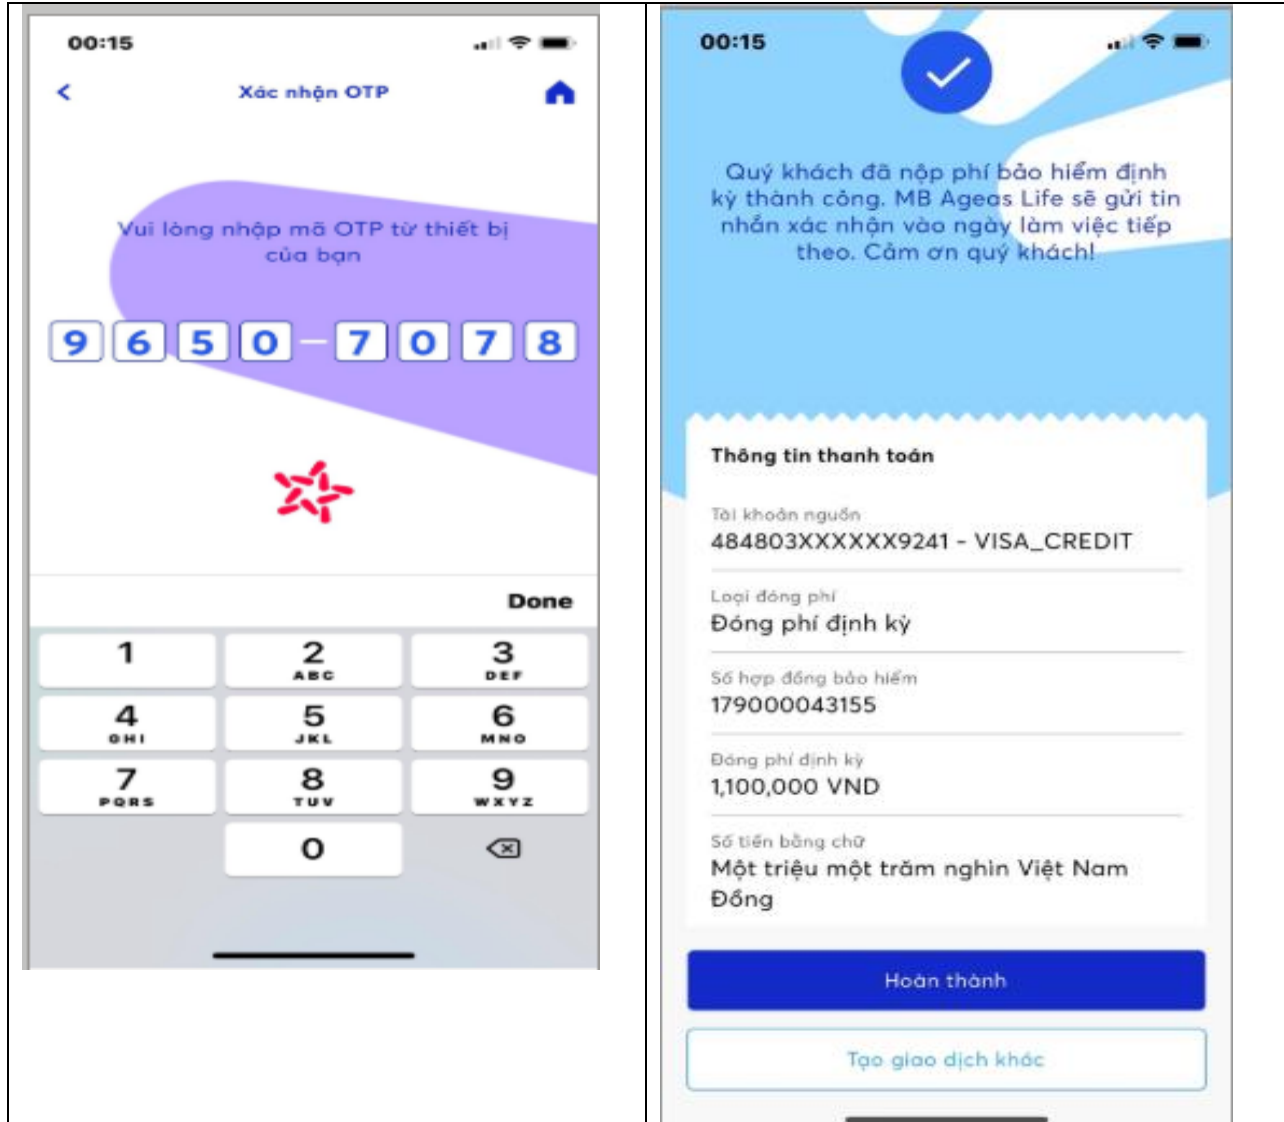 00:15
Xác nhận OTP
Vui lòng nhập mã OTP từ thiết bị
của bạn
9 6 5 0 - 7 0 7 8
Done
1
2
ABC
3
DEF
4
GHI
5
JKL
6
MNO
7
PQRS
8
TUV
9
WXYZ
0
00:15
Quý khách đã nộp phí bảo hiểm định
kỳ thành công. MB Ageas Life sẽ gửi tin
nhắn xác nhận vào ngày làm việc tiếp
theo. Cảm ơn quý khách!
Thông tin thanh toán
Tài khoản nguồn
484803XXXXXX9241 - VISA_CREDIT
Loại đóng phí
Đóng phí định kỳ
Số hợp đồng bảo hiểm
179000043155
Đóng phí định kỳ
1,100,000 VND
Số tiền bằng chữ
Một triệu một trăm nghìn Việt Nam
Đồng
Hoàn thành
Tạo giao dịch khác